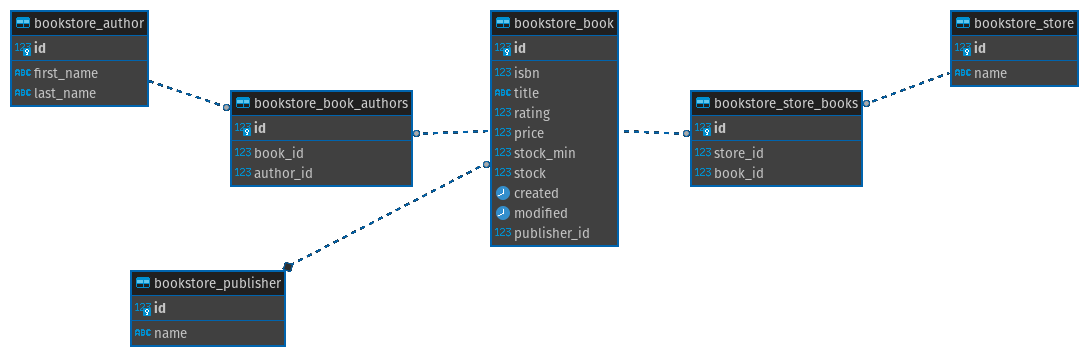 bookstore_author
123 id
ABC first_name
ABC last_name
bookstore_book_authors
123 id
123 book_id
123 author_id
bookstore_book
123 id
123 isbn
ABC title
123 rating
123 price
123 stock_min
123 stock
created
modified
123 publisher_id
bookstore_store_books
123 id
123 store_id
123 book_id
bookstore_store
123 id
ABC name
bookstore_publisher
123 id
ABC name